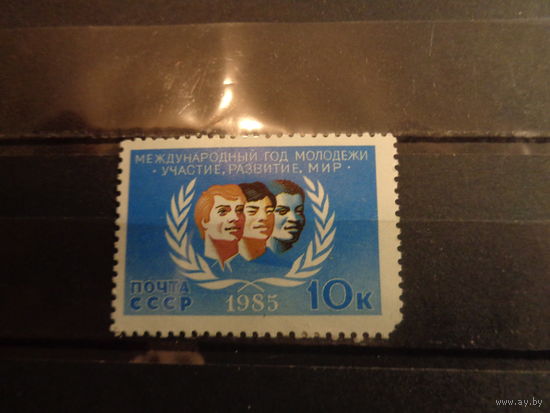 МЕЖДУНАРОДНЫЙ ГОД МОЛОДЕЖИ
· УЧАСТИЕ, РАЗВИТИЕ, МИР ·
ПОЧТА
СССР
1985
10к
www.ay.by